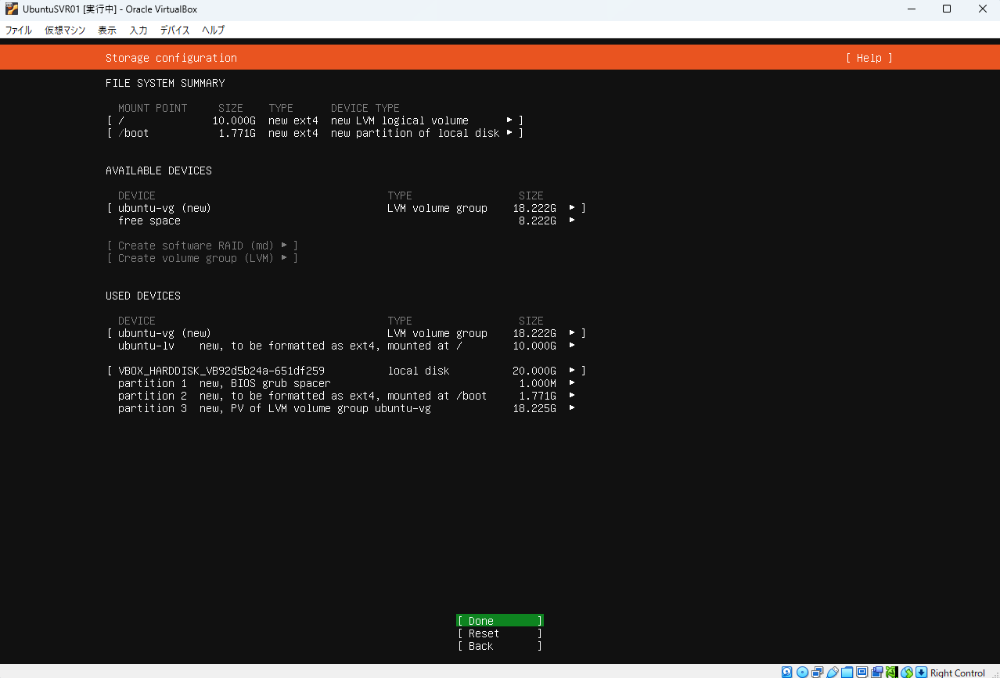 UbuntuSVR01 [実行中] - Oracle VirtualBox
ファイル 仮想マシン 表示 入力 デバイス ヘルプ
Storage configuration [ Help ]
FILE SYSTEM SUMMARY
MOUNT POINT SIZE TYPE DEVICE TYPE
[ / 10.000G new ext4 new LVM logical volume ▸ ]
[ /boot 1.771G new ext4 new partition of local disk ▸ ]
AVAILABLE DEVICES
DEVICE TYPE SIZE
[ ubuntu-vg (new) LVM volume group 18.222G ▸ ]
free space 8.222G ▸
[ Create software RAID (md) ▸ ]
[ Create volume group (LVM) ▸ ]
USED DEVICES
DEVICE TYPE SIZE
[ ubuntu-vg (new) LVM volume group 18.222G ▸ ]
ubuntu-lv new, to be formatted as ext4, mounted at / 10.000G ▸
[ VBOX_HARDDISK_VB92d5b24a-651df259 local disk 20.000G ▸ ]
partition 1 new, BIOS grub spacer 1.000M ▸
partition 2 new, to be formatted as ext4, mounted at /boot 1.771G ▸
partition 3 new, PV of LVM volume group ubuntu-vg 18.225G ▸
[ Done ]
[ Reset ]
[ Back ]
Right Control